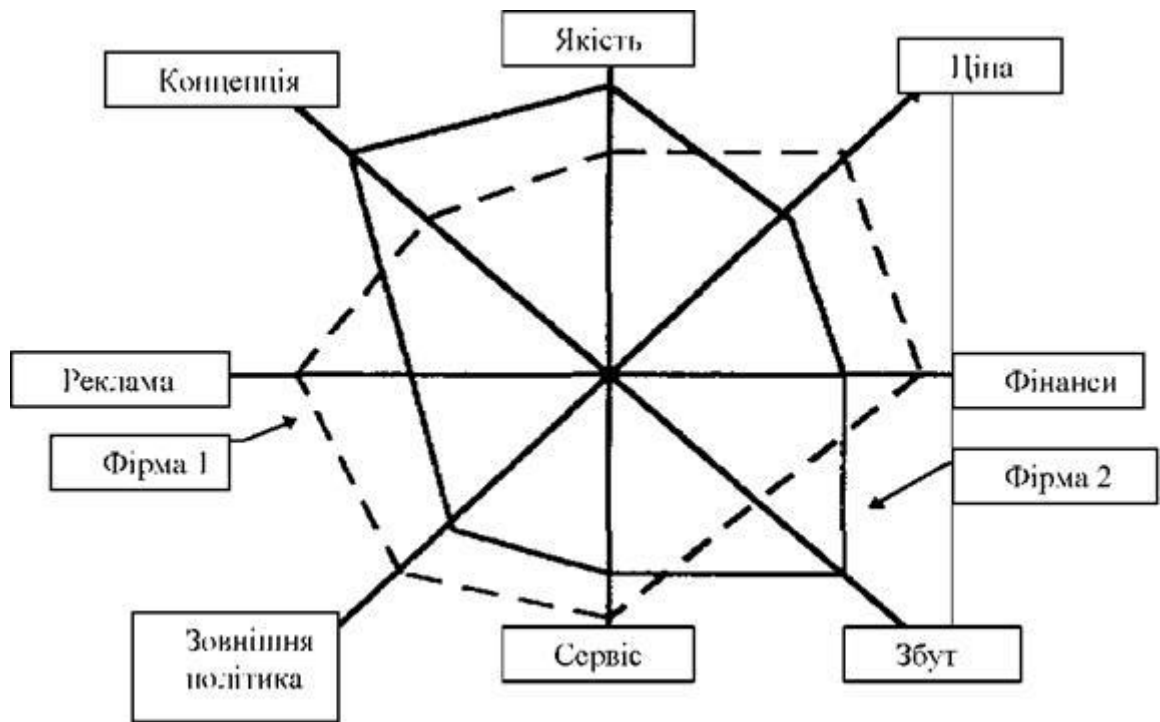 Якість
Концепція
Ціна
Реклама
Фінанси
Фірма 1
Фірма 2
Зовнішня
політика
Сервіс
Збут